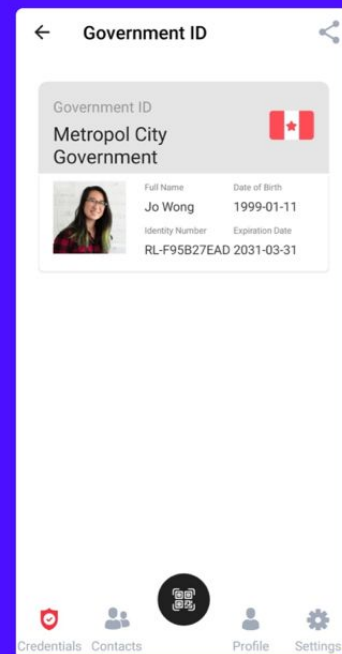 Government ID
Government ID
Metropol City
Government
Full Name Date of Birth
Jo Wong 1999-01-11
Identity Number Expiration Date
RL-F95B27EAD 2031-03-31
Credentials Contacts Profile Settings